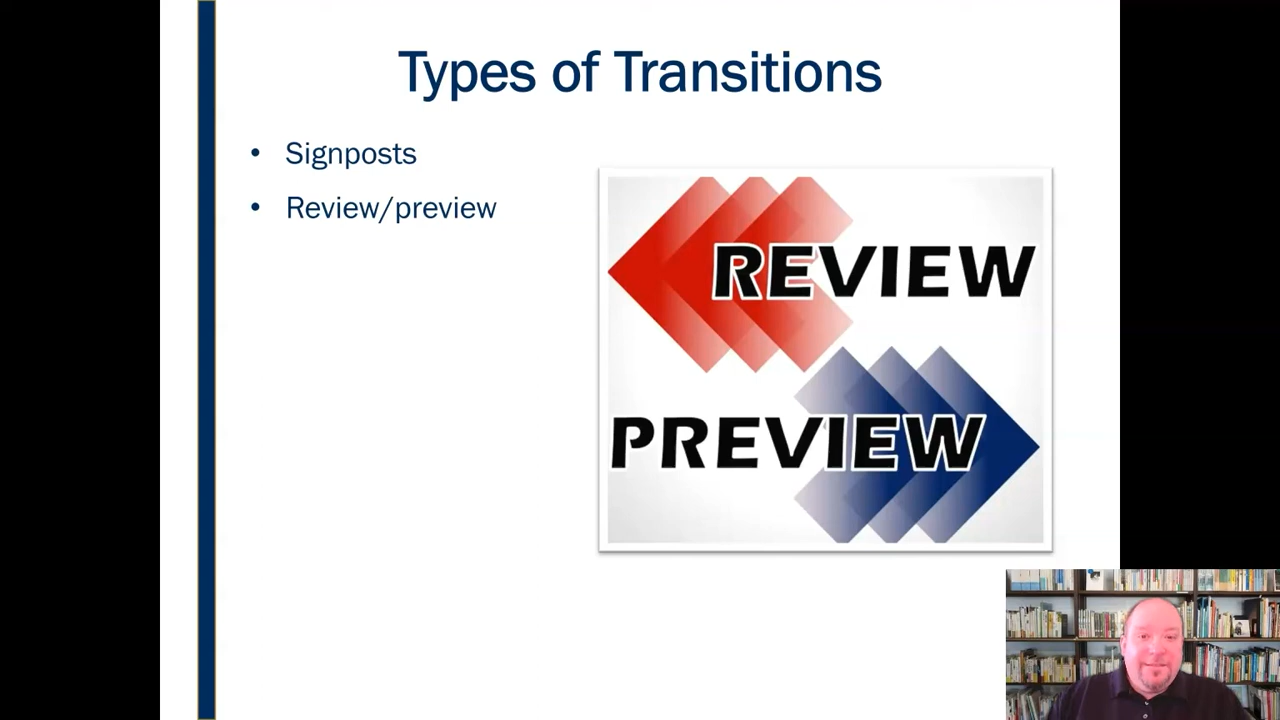 Types of Transitions
• Signposts
• Review/preview
REVIEW
PREVIEW